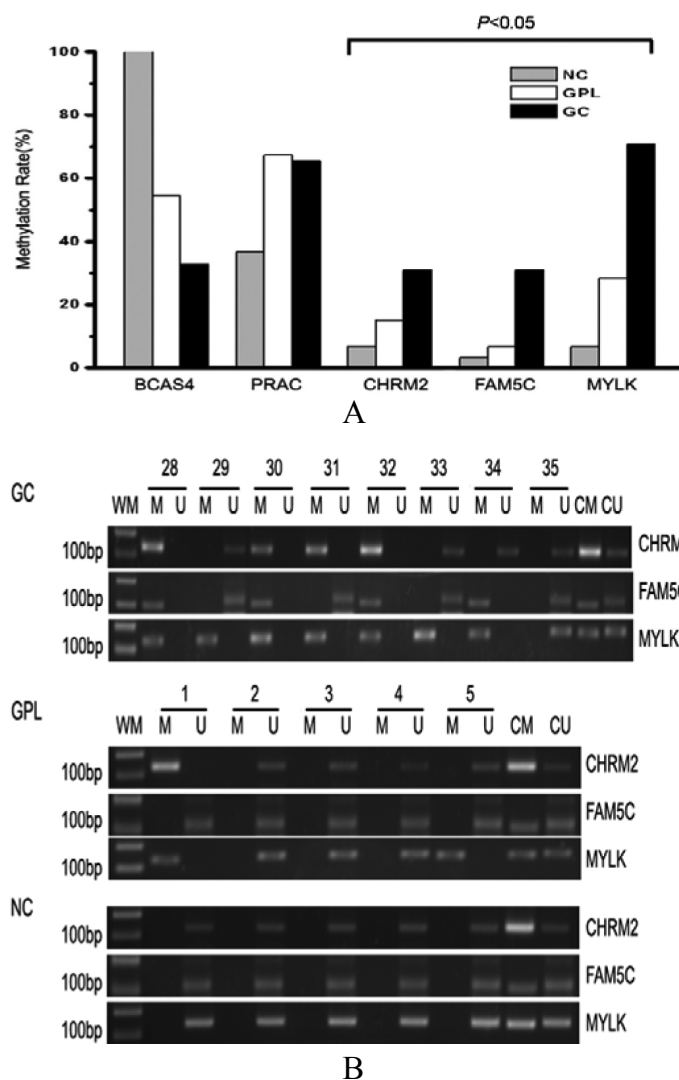 P<0.05
100
80
60
40
20
0
Methylation Rate(%)
NC
GPL
GC
BCAS4 PRAC CHRM2 FAM5C MYLK
A
GC
28 29 30 31 32 33 34 35
WM M U M U M U M U M U M U M U M U CM CU
100bp CHRM
100bp FAM5C
100bp MYLK
GPL
1 2 3 4 5
WM M U M U M U M U M U CM CU
100bp CHRM2
100bp FAM5C
100bp MYLK
NC
100bp CHRM2
100bp FAM5C
100bp MYLK
B